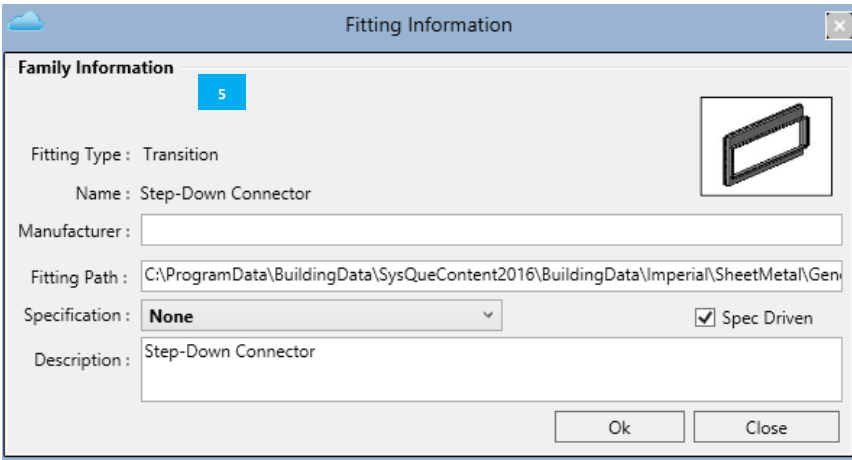 Fitting Information
Family Information
5
Fitting Type : Transition
Name : Step-Down Connector
Manufacturer :
Fitting Path : C:\ProgramData\BuildingData\SysQueContent2016\BuildingData\Imperial\SheetMetal\Gene
Specification : None
Spec Driven
Description : Step-Down Connector
Ok Close